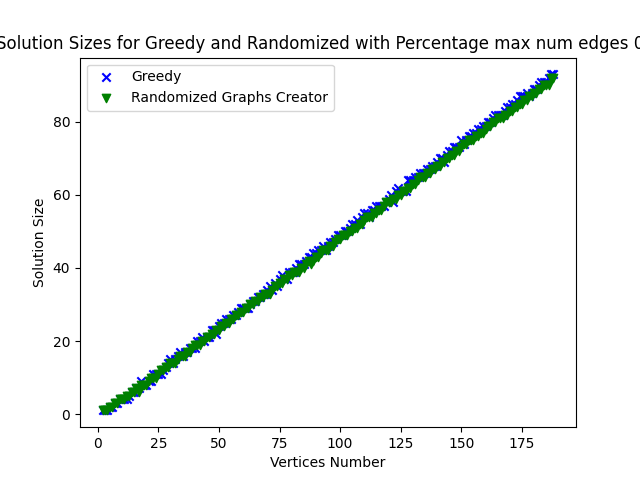 Solution Sizes for Greedy and Randomized with Percentage max num edges 0
Greedy
Randomized Graphs Creator
80
60
40
20
0
Solution Size
0 25 50 75 100 125 150 175
Vertices Number